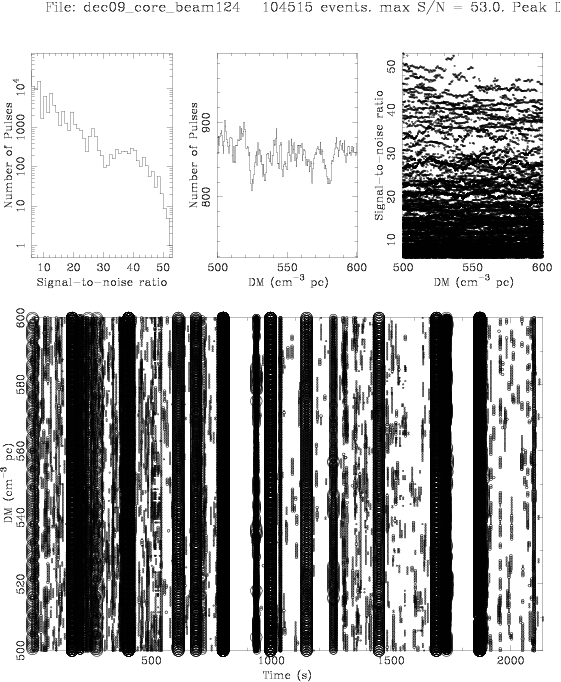 File: dec09_core_beam124 104515 events. max S/N = 53.0. Peak D
Number of Pulses
10⁴
1000
100
10
1
10 20 30 40 50
Signal-to-noise ratio
Number of Pulses
900
800
500 550 600
DM (cm⁻³ pc)
Signal-to-noise ratio
50
40
30
20
10
500 550 600
DM (cm⁻³ pc)
DM (cm⁻³ pc)
600
580
560
540
520
500
500 1000 1500 2000
Time (s)